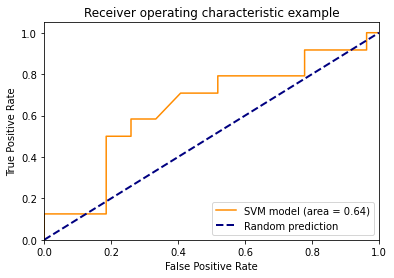 Receiver operating characteristic example
True Positive Rate
1.0
0.8
0.6
0.4
0.2
0.0
SVM model (area = 0.64)
Random prediction
0.0 0.2 0.4 0.6 0.8 1.0
False Positive Rate